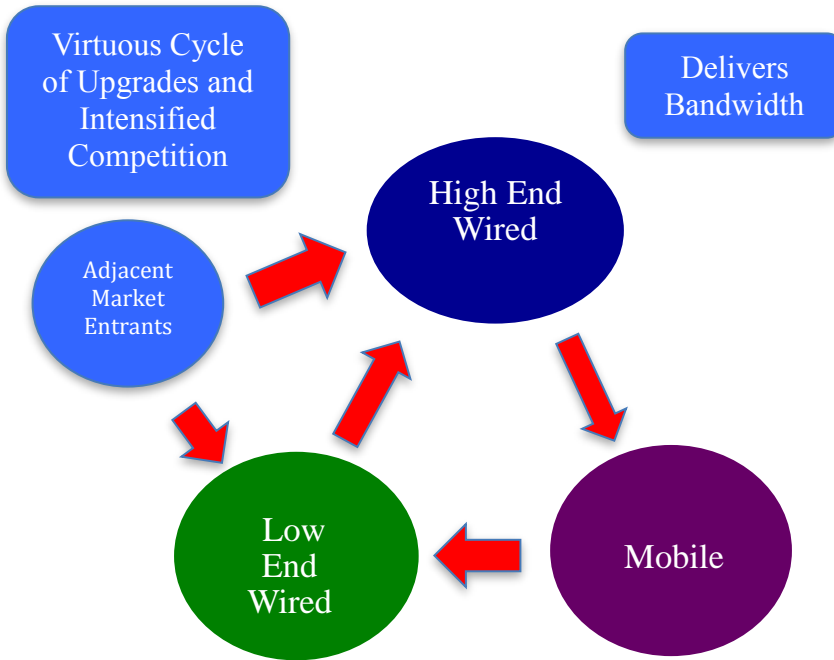 Virtuous Cycle
of Upgrades and
Intensified
Competition
Delivers
Bandwidth
High End
Wired
Adjacent
Market
Entrants
Low
End
Wired
Mobile